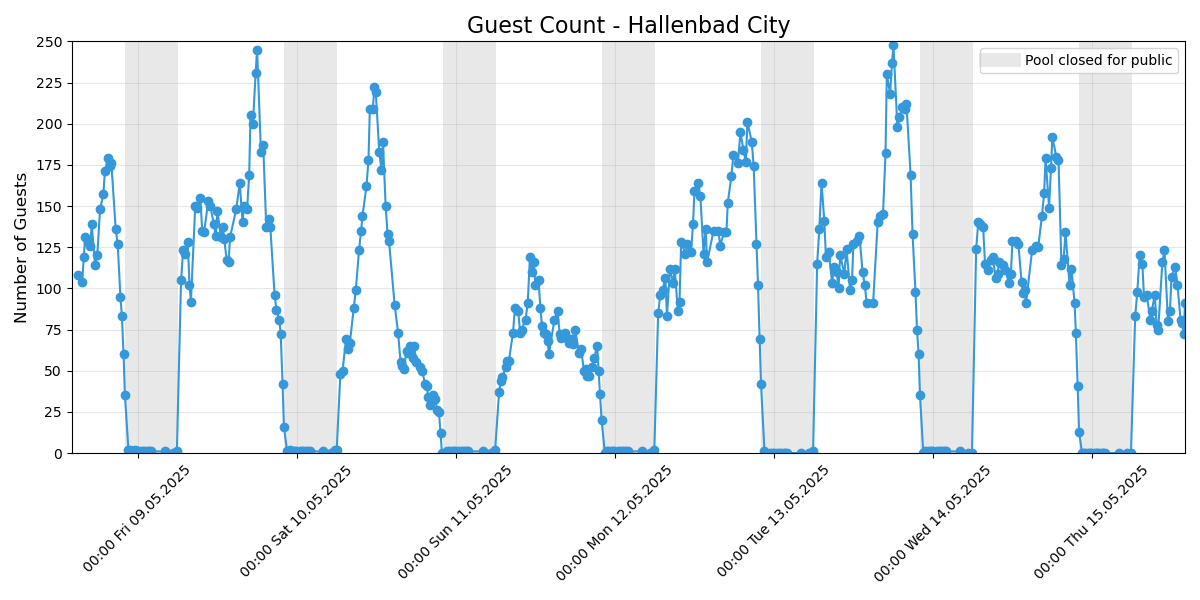 Guest Count - Hallenbad City
Number of Guests
250
225
200
175
150
125
100
75
50
25
0
Pool closed for public
00:00 Fri 09.05.2025
00:00 Sat 10.05.2025
00:00 Sun 11.05.2025
00:00 Mon 12.05.2025
00:00 Tue 13.05.2025
00:00 Wed 14.05.2025
00:00 Thu 15.05.2025